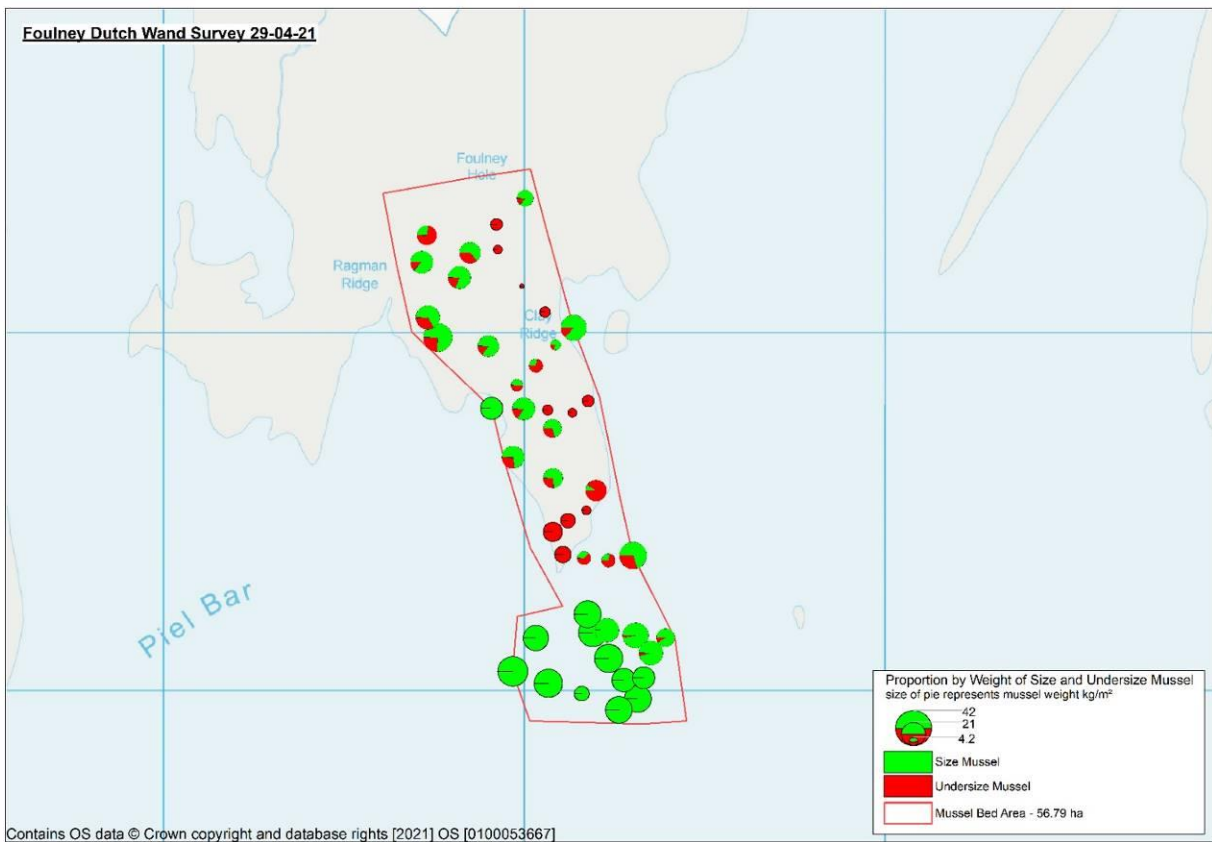 Foulney Dutch Wand Survey 29-04-21
Foulney
Hole
Ragman
Ridge
Clay
Ridge
Piel Bar
Proportion by Weight of Size and Undersize Mussel
size of pie represents mussel weight kg/m²
42
21
4.2
Size Mussel
Undersize Mussel
Mussel Bed Area - 56.79 ha
Contains OS data © Crown copyright and database rights [2021] OS [0100053667]